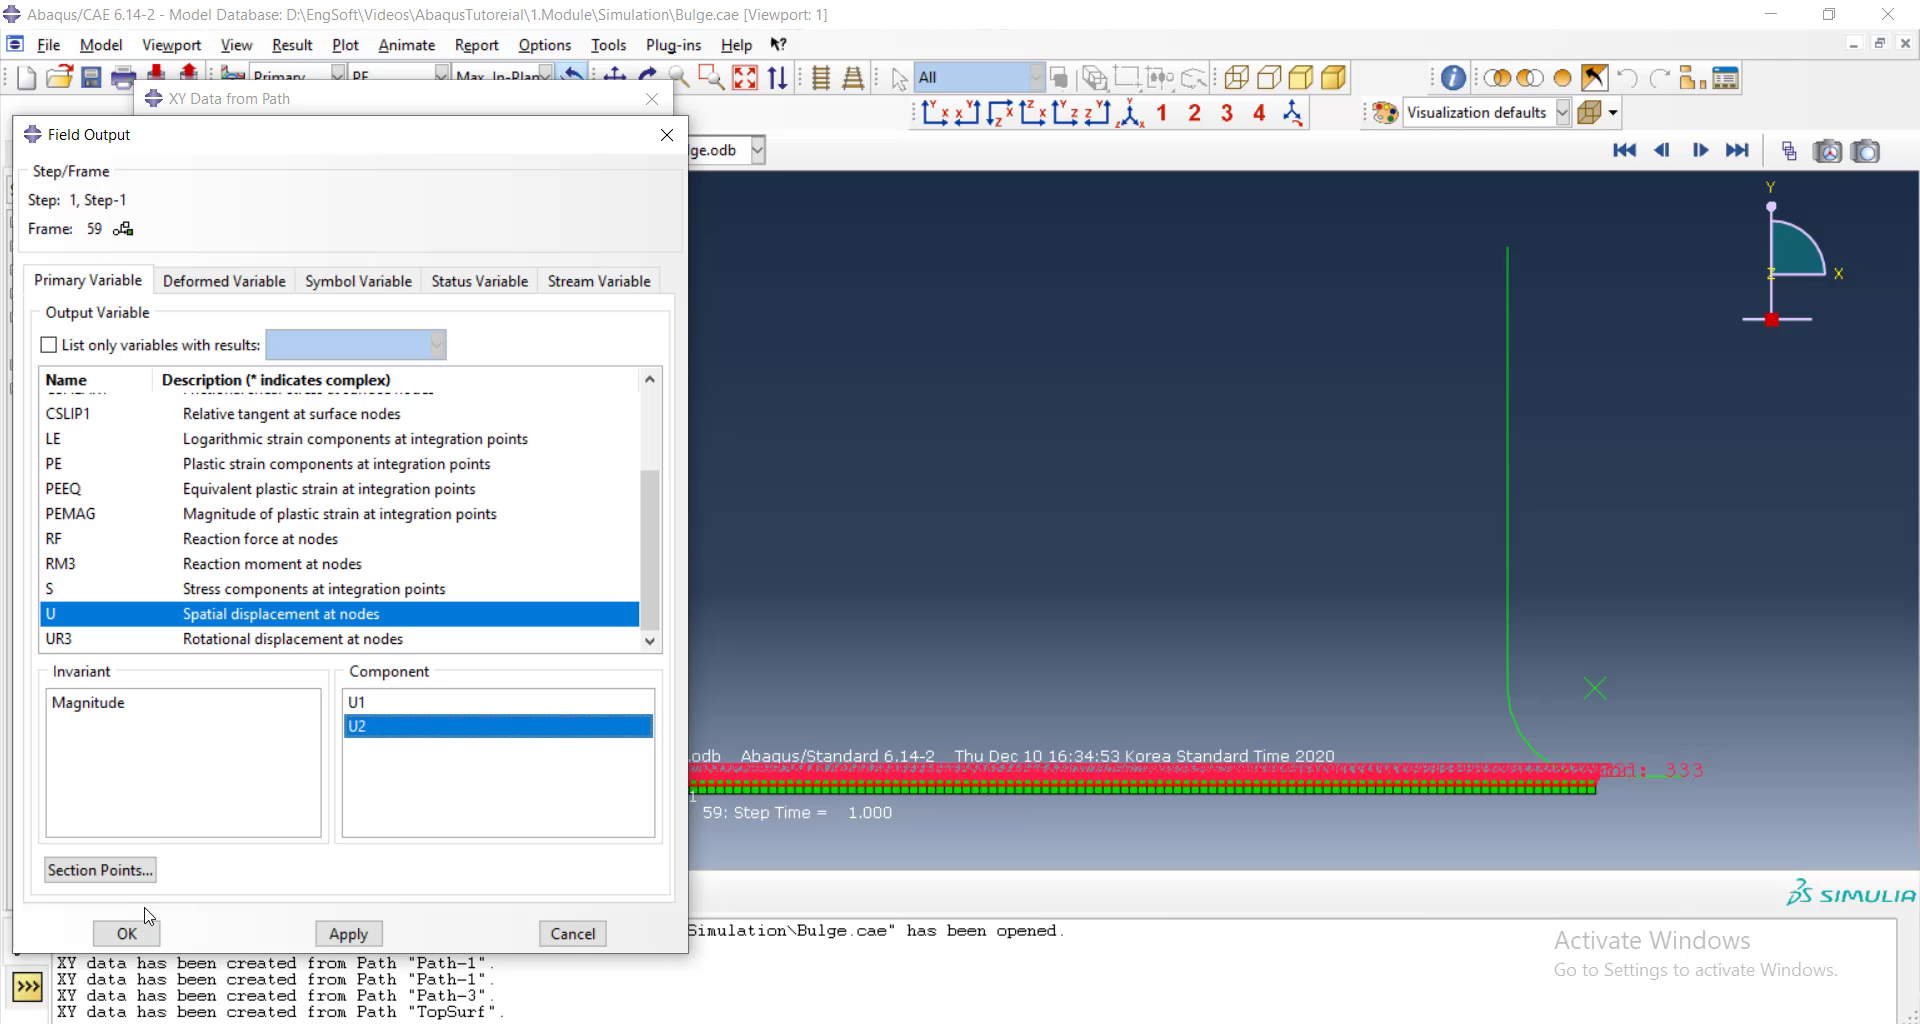 Abaqus/CAE 6.14-2 - Model Database: D:\EngSoft\Videos\AbaqusTutoreial\1.Module\Simulation\Bulge.cae [Viewport: 1]
File Model Viewport View Result Plot Animate Report Options Tools Plug-ins Help
Primary PE Max. In-Plan All
XY Data from Path
1 2 3 4 Visualization defaults
Field Output
ge.odb
Step/Frame
Step: 1, Step-1
Frame: 59
Primary Variable Deformed Variable Symbol Variable Status Variable Stream Variable
Output Variable
List only variables with results:
Name Description (* indicates complex)
CSLIP1 Relative tangent at surface nodes
LE Logarithmic strain components at integration points
PE Plastic strain components at integration points
PEEQ Equivalent plastic strain at integration points
PEMAG Magnitude of plastic strain at integration points
RF Reaction force at nodes
RM3 Reaction moment at nodes
S Stress components at integration points
U Spatial displacement at nodes
UR3 Rotational displacement at nodes
Invariant
Magnitude
Component
U1
U2
Section Points...
OK Apply Cancel
Y
Z X
.odb Abaqus/Standard 6.14-2 Thu Dec 10 16:34:53 Korea Standard Time 2020
: 333
1
59: Step Time = 1.000
SIMULIA
Simulation\Bulge.cae" has been opened.
XY data has been created from Path "Path-1".
XY data has been created from Path "Path-1".
XY data has been created from Path "Path-3".
XY data has been created from Path "TopSurf".
Activate Windows
Go to Settings to activate Windows.